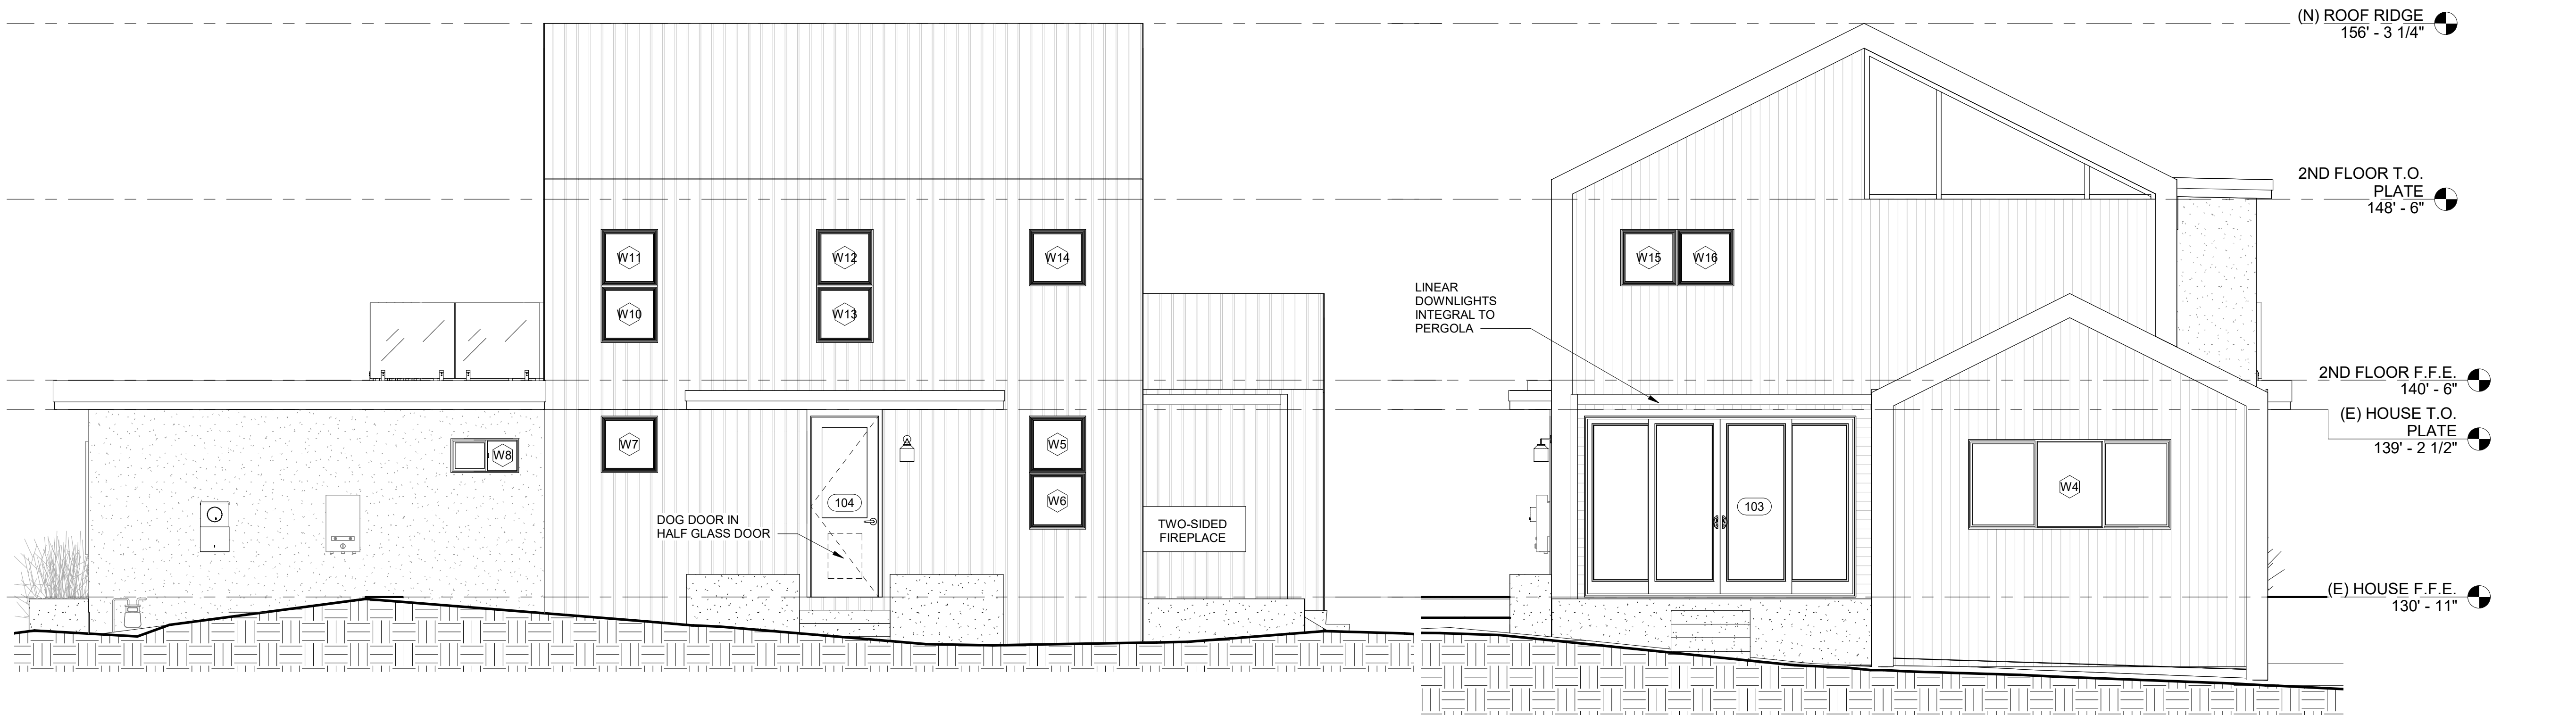 (N) ROOF RIDGE
156' - 3 1/4"
2ND FLOOR T.O.
PLATE
148' - 6"
W11
W12
W14
W15
W16
W10
W13
LINEAR
DOWNLIGHTS
INTEGRAL TO
PERGOLA
2ND FLOOR F.F.E.
140' - 6"
(E) HOUSE T.O.
PLATE
139' - 2 1/2"
W8
W7
W5
W6
W4
104
103
DOG DOOR IN
HALF GLASS DOOR
TWO-SIDED
FIREPLACE
(E) HOUSE F.F.E.
130' - 11"